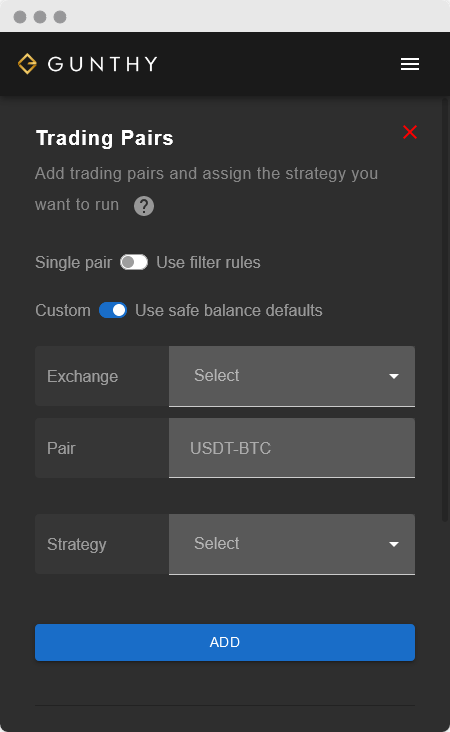 GUNTHY
Trading Pairs
Add trading pairs and assign the strategy you
want to run ?
Single pair Use filter rules
Custom Use safe balance defaults
Exchange Select
Pair USDT-BTC
Strategy Select
ADD